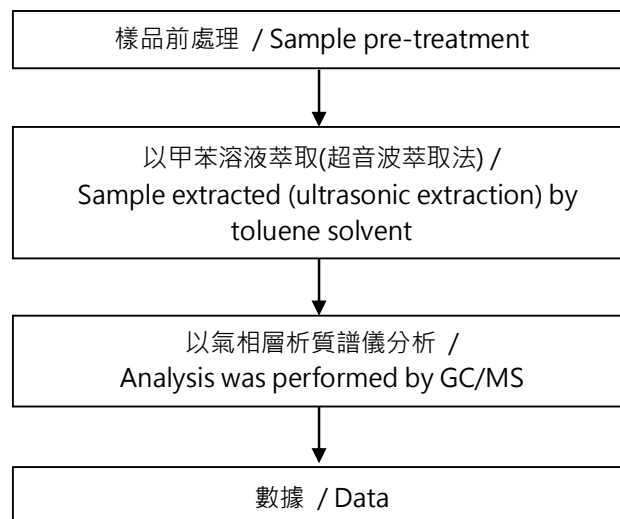 樣品前處理 / Sample pre-treatment
以甲苯溶液萃取(超音波萃取法) /
Sample extracted (ultrasonic extraction) by
toluene solvent
以氣相層析質譜儀分析 /
Analysis was performed by GC/MS
數據 / Data